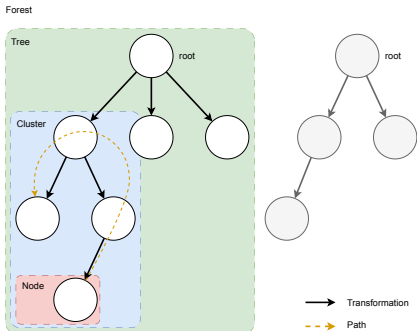 Forest
Tree
root
root
Cluster
Node
Transformation
Path